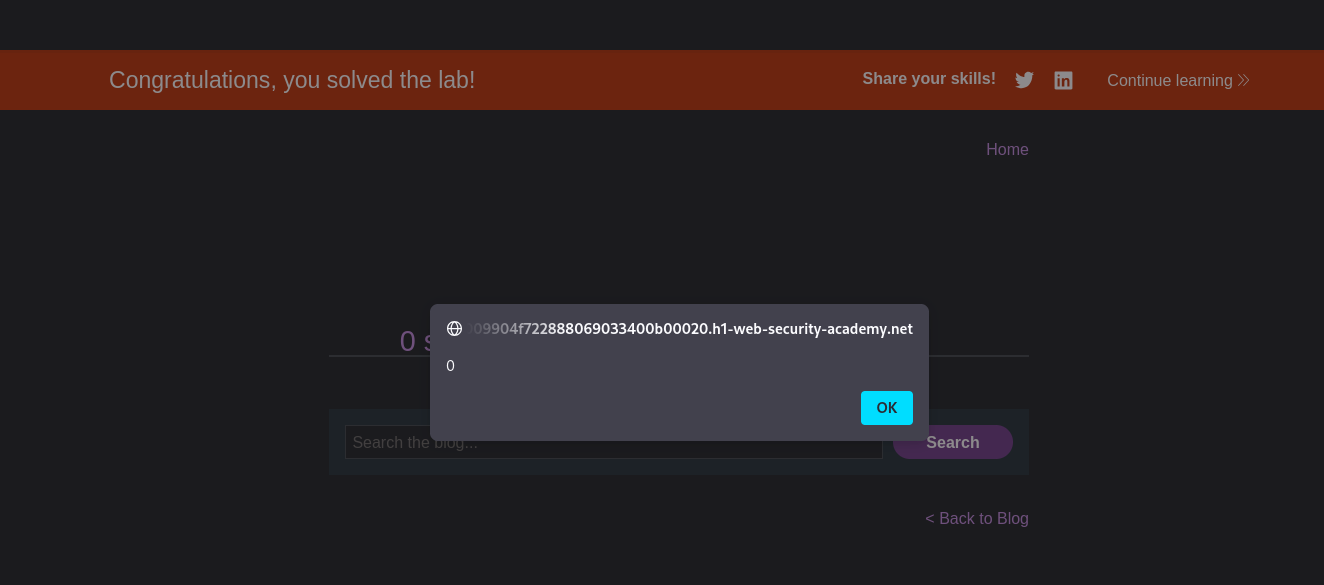 Congratulations, you solved the lab!
Share your skills!
Continue learning
Home
0
09904f722888069033400b00020.h1-web-security-academy.net
0
OK
Search the blog...
Search
< Back to Blog